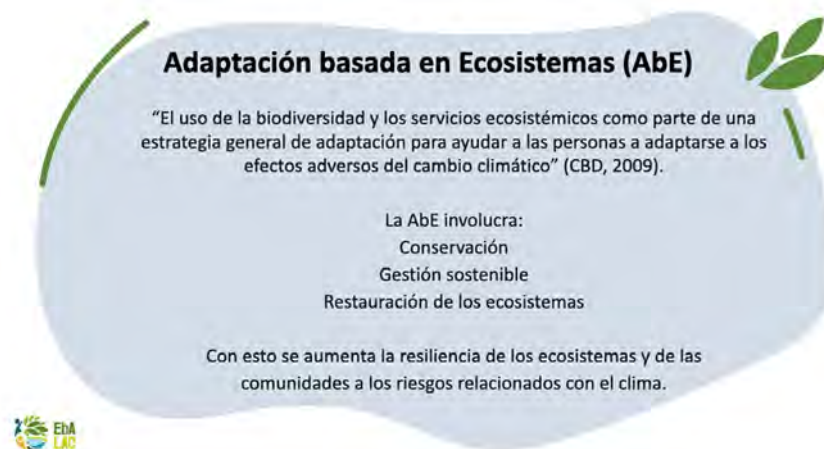 Adaptación basada en Ecosistemas (AbE)
“El uso de la biodiversidad y los servicios ecosistémicos como parte de una
estrategia general de adaptación para ayudar a las personas a adaptarse a los
efectos adversos del cambio climático” (CBD, 2009).
La AbE involucra:
Conservación
Gestión sostenible
Restauración de los ecosistemas
Con esto se aumenta la resiliencia de los ecosistemas y de las
comunidades a los riesgos relacionados con el clima.
EbA
LAC